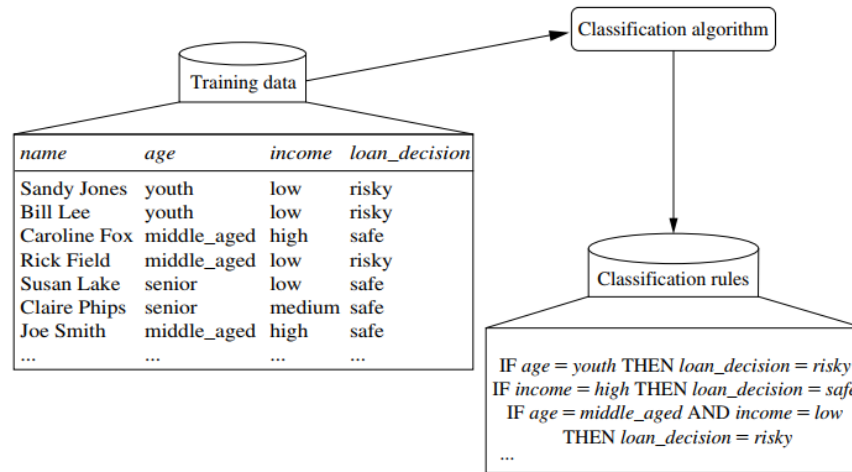 Classification algorithm
Training data
name age income loan_decision
Sandy Jones youth low risky
Bill Lee youth low risky
Caroline Fox middle_aged high safe
Rick Field middle_aged low risky
Susan Lake senior low safe
Claire Phips senior medium safe
Joe Smith middle_aged high safe
... ... ... ...
Classification rules
IF age = youth THEN loan_decision = risky
IF income = high THEN loan_decision = safe
IF age = middle_aged AND income = low
THEN loan_decision = risky
...